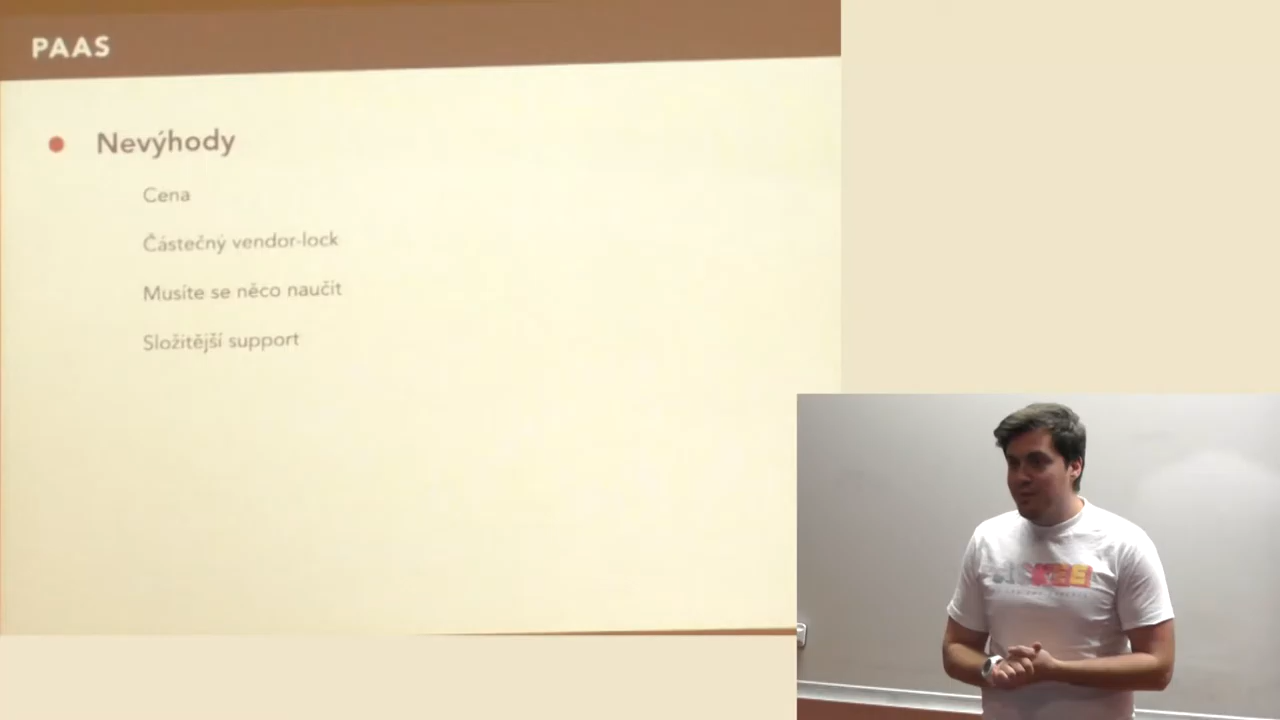 PAAS
Nevýhody
Cena
Částečný vendor-lock
Musíte se něco naučit
Složitější support